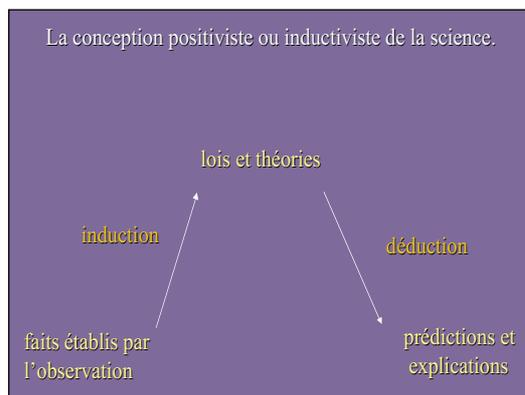 La conception positiviste ou inductiviste de la science.
lois et théories
induction
déduction
faits établis par
l’observation
prédictions et
explications